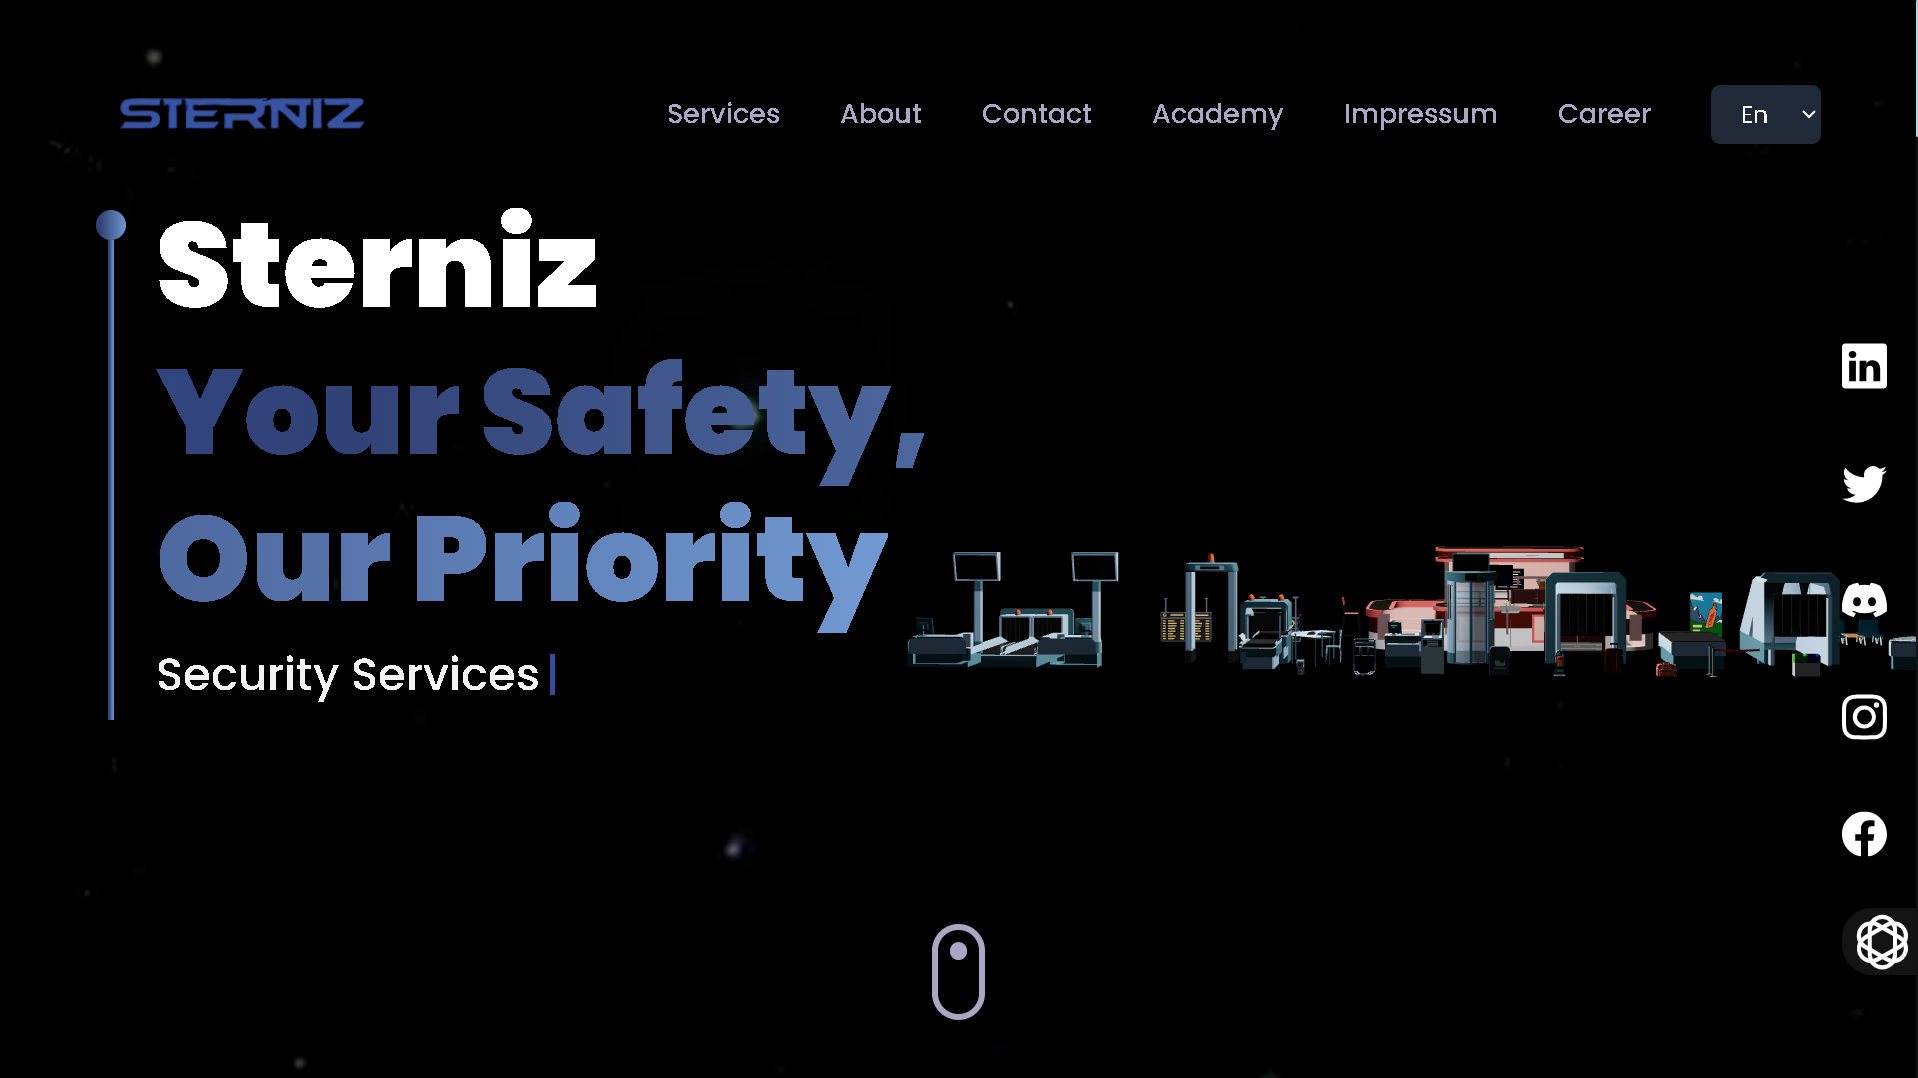 STERNIZ
Services About Contact Academy Impressum Career En
Sterniz
Your Safety,
Our Priority
Security Services